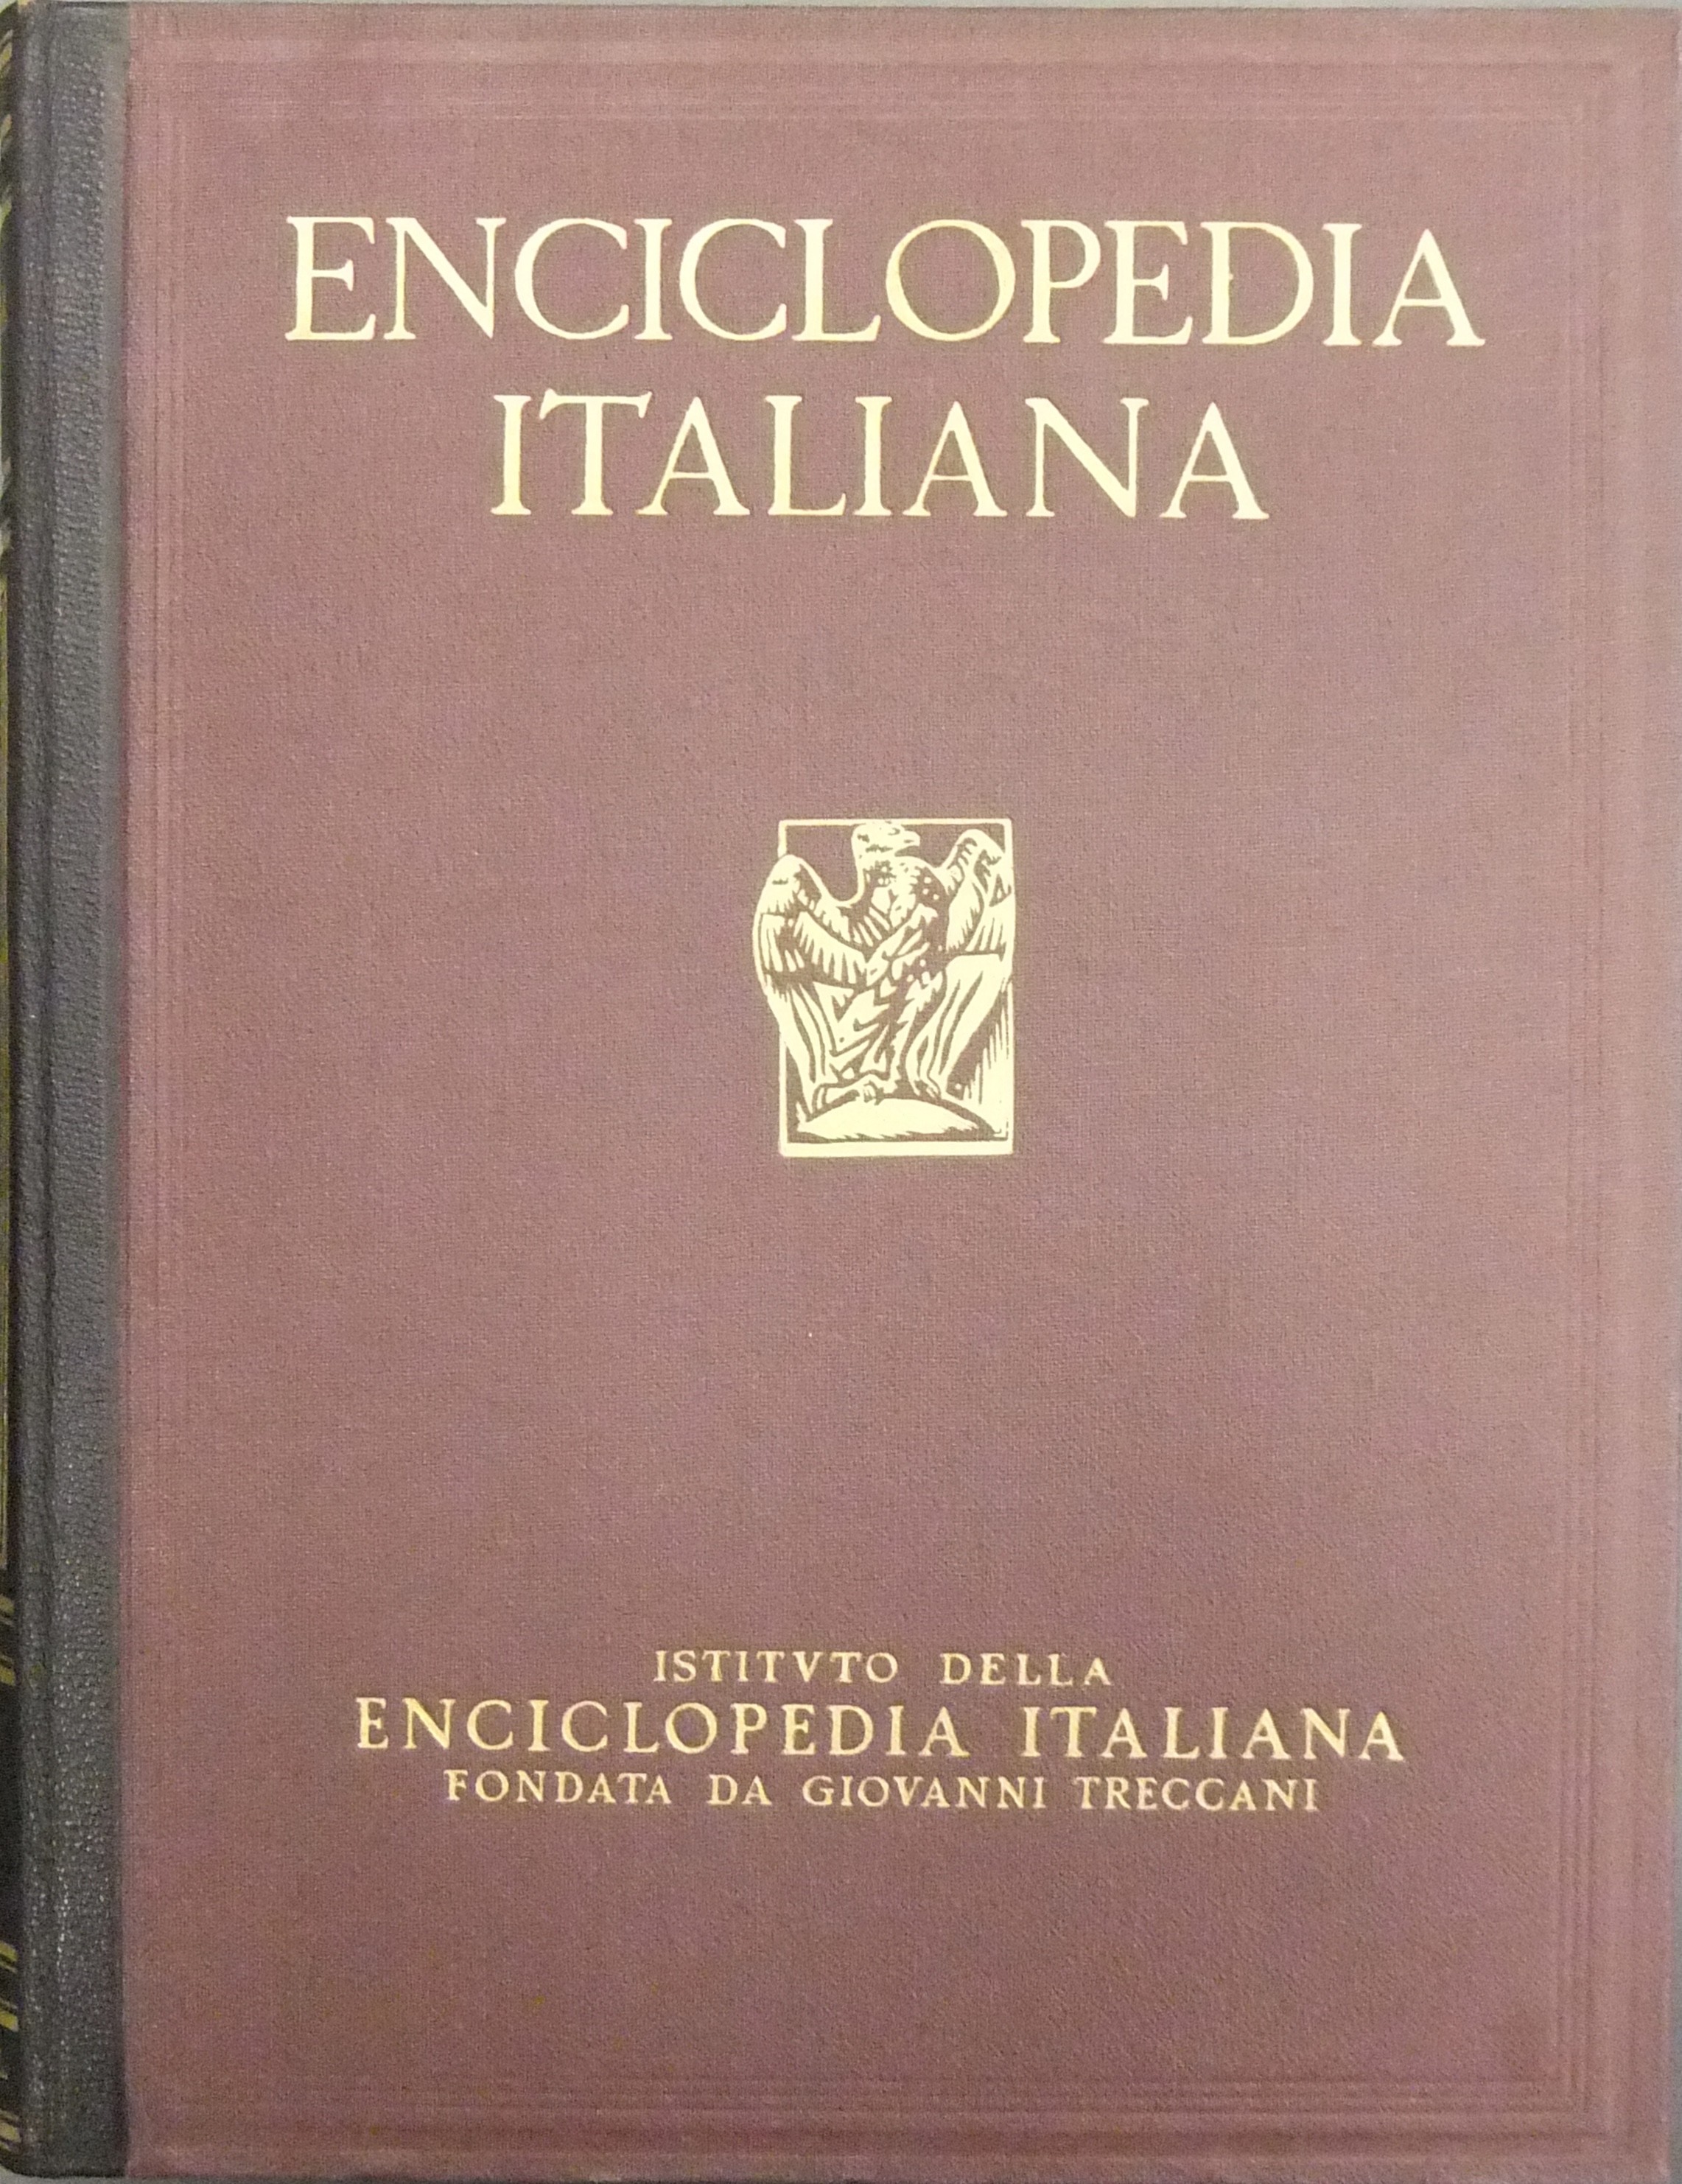 ENCICLOPEDIA
ITALIANA
ISTITVTO DELLA
ENCICLOPEDIA ITALIANA
FONDATA DA GIOVANNI TRECCANI